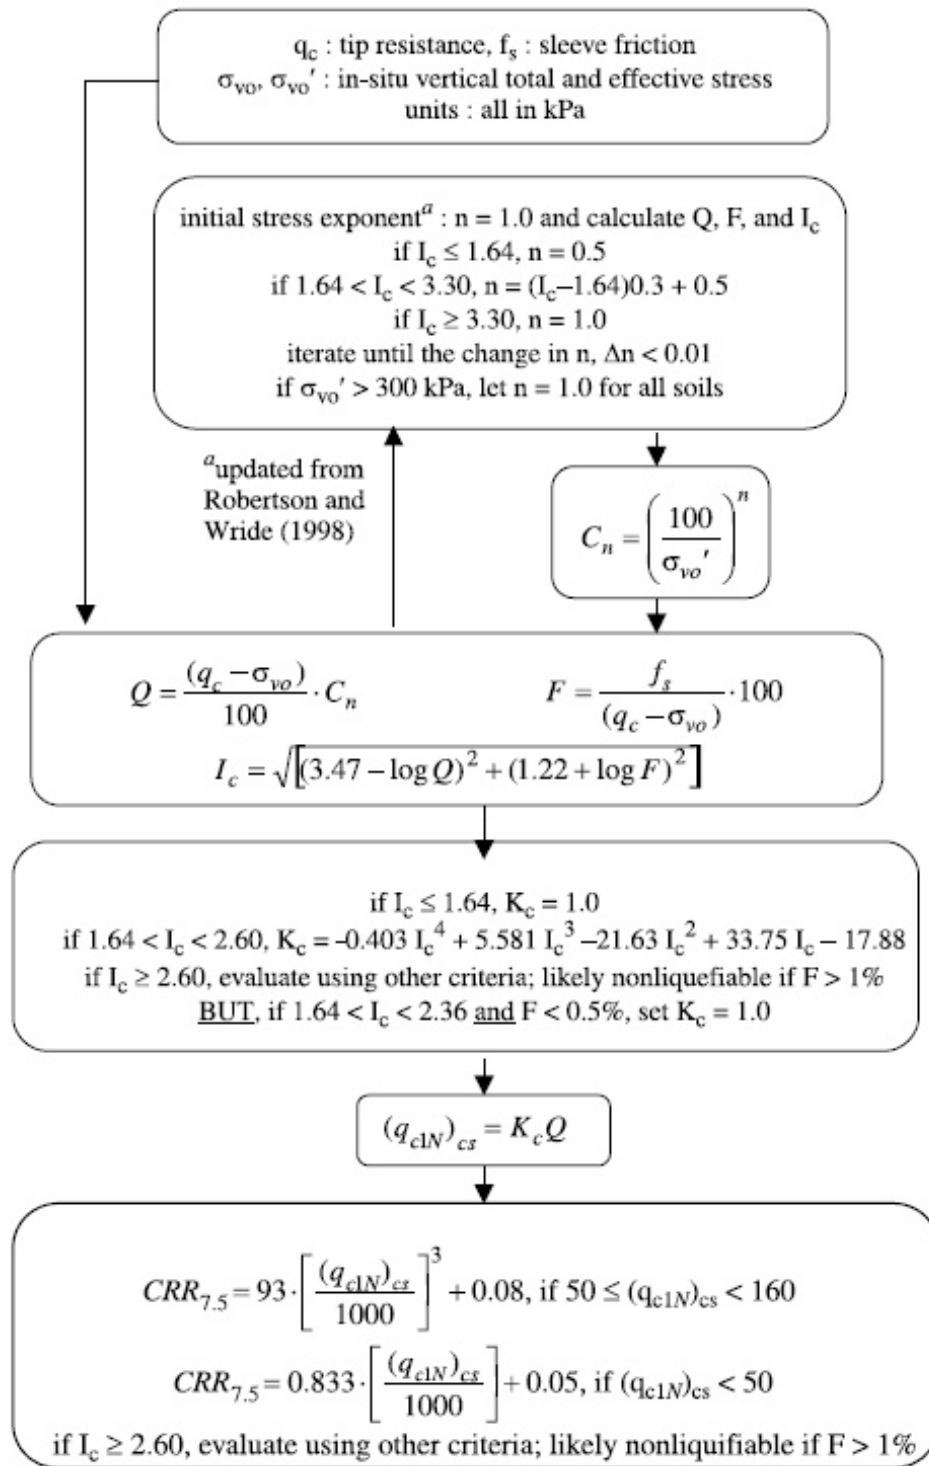 q_c : tip resistance, f_s : sleeve friction
σ_vo, σ_vo′ : in-situ vertical total and effective stress
units : all in kPa
initial stress exponent^a : n = 1.0 and calculate Q, F, and I_c
if I_c ≤ 1.64, n = 0.5
if 1.64 < I_c < 3.30, n = (I_c−1.64)0.3 + 0.5
if I_c ≥ 3.30, n = 1.0
iterate until the change in n, Δn < 0.01
if σ_vo′ > 300 kPa, let n = 1.0 for all soils
^a updated from
Robertson and
Wride (1998)
C_n = (100 / σ_vo′)^n
Q = (q_c − σ_vo) / 100 · C_n
F = f_s / (q_c − σ_vo) · 100
I_c = √[(3.47 − log Q)^2 + (1.22 + log F)^2]
if I_c ≤ 1.64, K_c = 1.0
if 1.64 < I_c < 2.60, K_c = −0.403 I_c^4 + 5.581 I_c^3 −21.63 I_c^2 + 33.75 I_c − 17.88
if I_c ≥ 2.60, evaluate using other criteria; likely nonliquefiable if F > 1%
BUT, if 1.64 < I_c < 2.36 and F < 0.5%, set K_c = 1.0
(q_c1N)_cs = K_c Q
CRR_7.5 = 93 · [(q_c1N)_cs / 1000]^3 + 0.08, if 50 ≤ (q_c1N)_cs < 160
CRR_7.5 = 0.833 · [(q_c1N)_cs / 1000] + 0.05, if (q_c1N)_cs < 50
if I_c ≥ 2.60, evaluate using other criteria; likely nonliquifiable if F > 1%